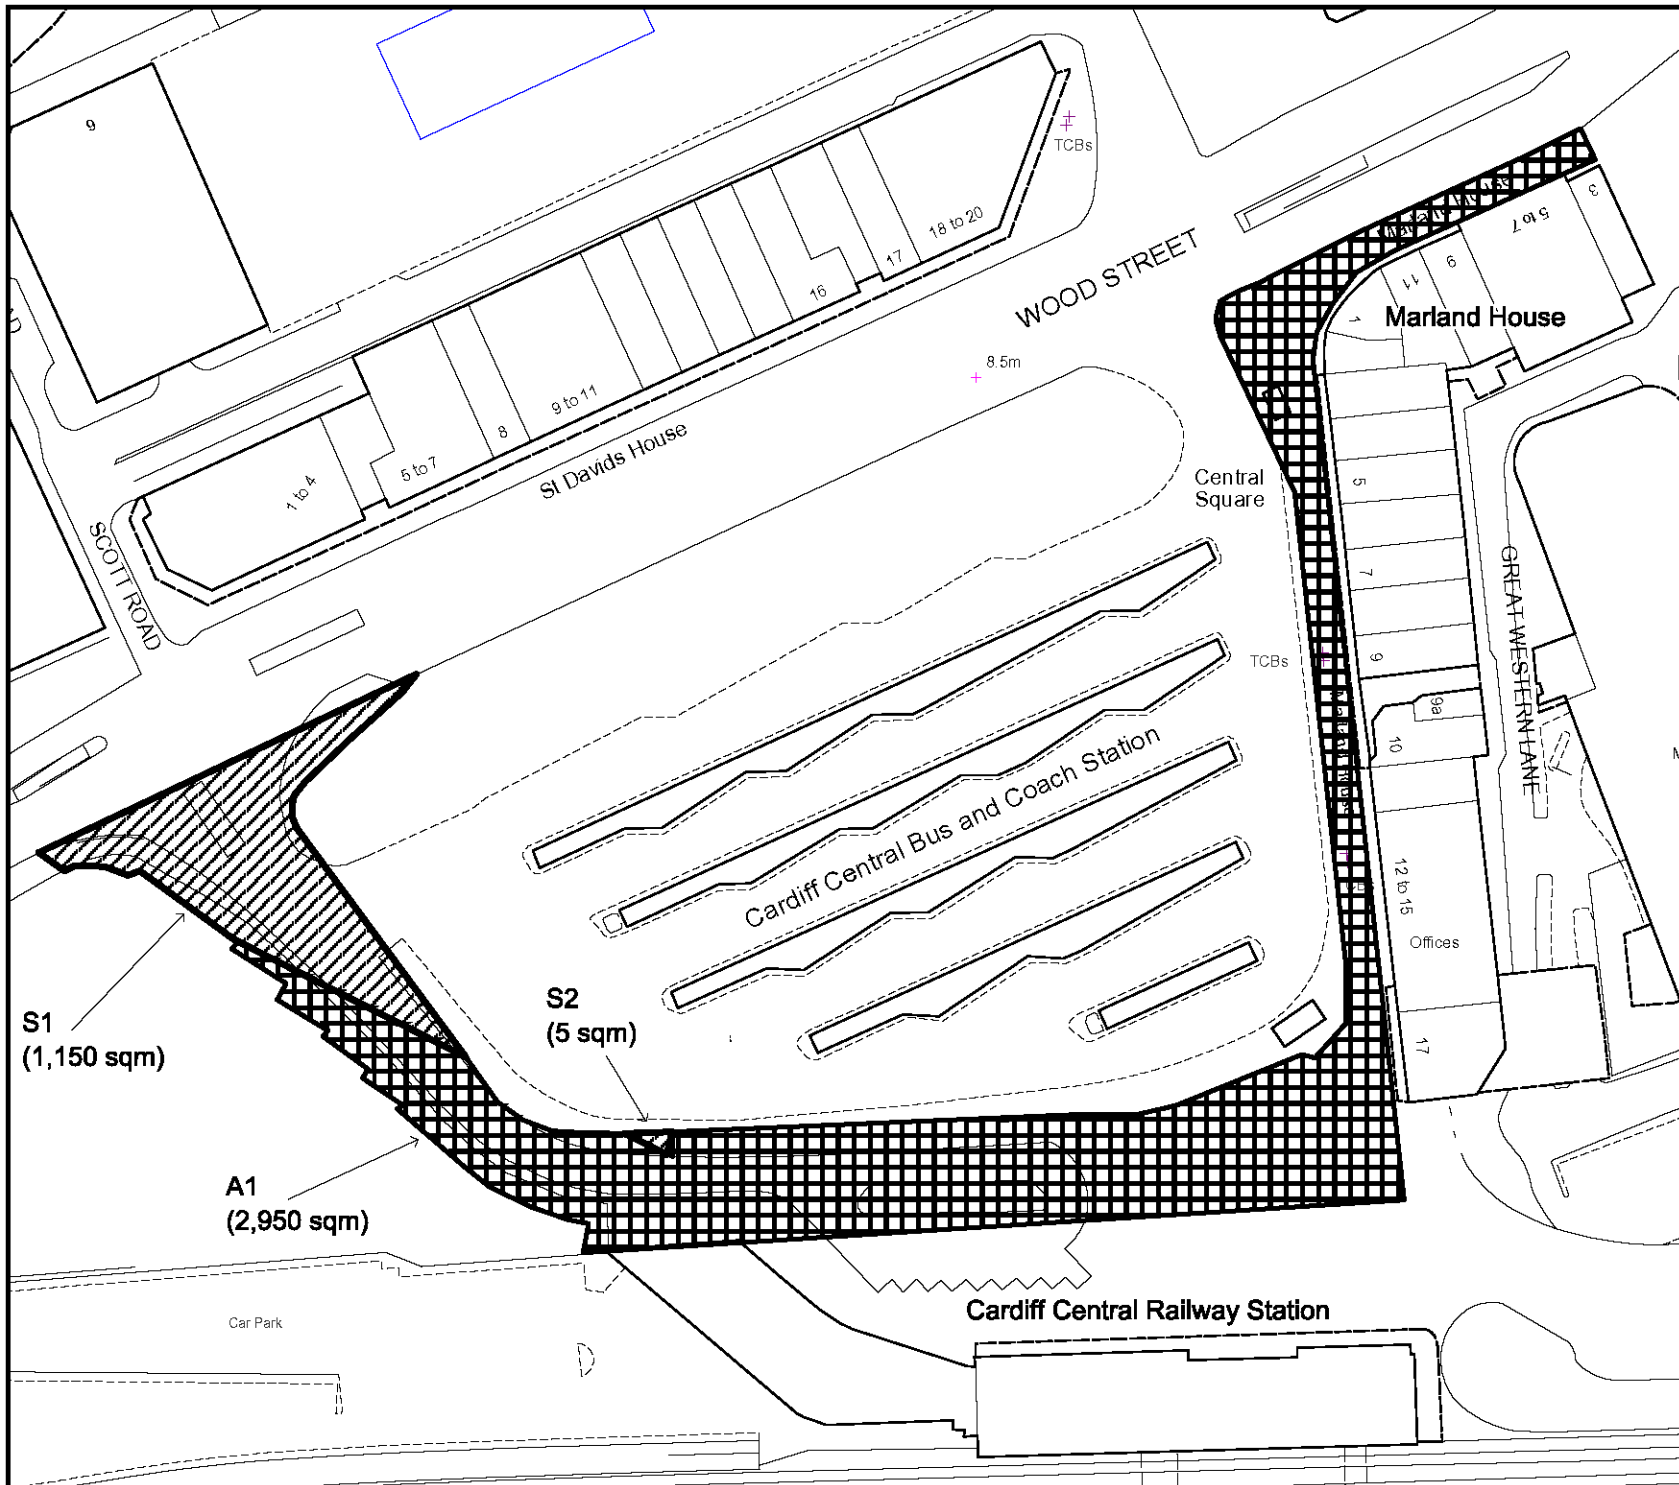 9
TCBs
3
5 to 7
Marland House
9
11
1
Marland House
18 to 20
17
16
WOOD STREET
8.5m
9 to 11
8
5 to 7
1 to 4
St Davids House
SCOTT ROAD
Central
Square
5
7
9
9a
10
GREAT WESTERN LANE
TCBs
Cardiff Central Bus and Coach Station
12 to 15
Offices
17
S1
(1,150 sqm)
S2
(5 sqm)
A1
(2,950 sqm)
Car Park
Cardiff Central Railway Station